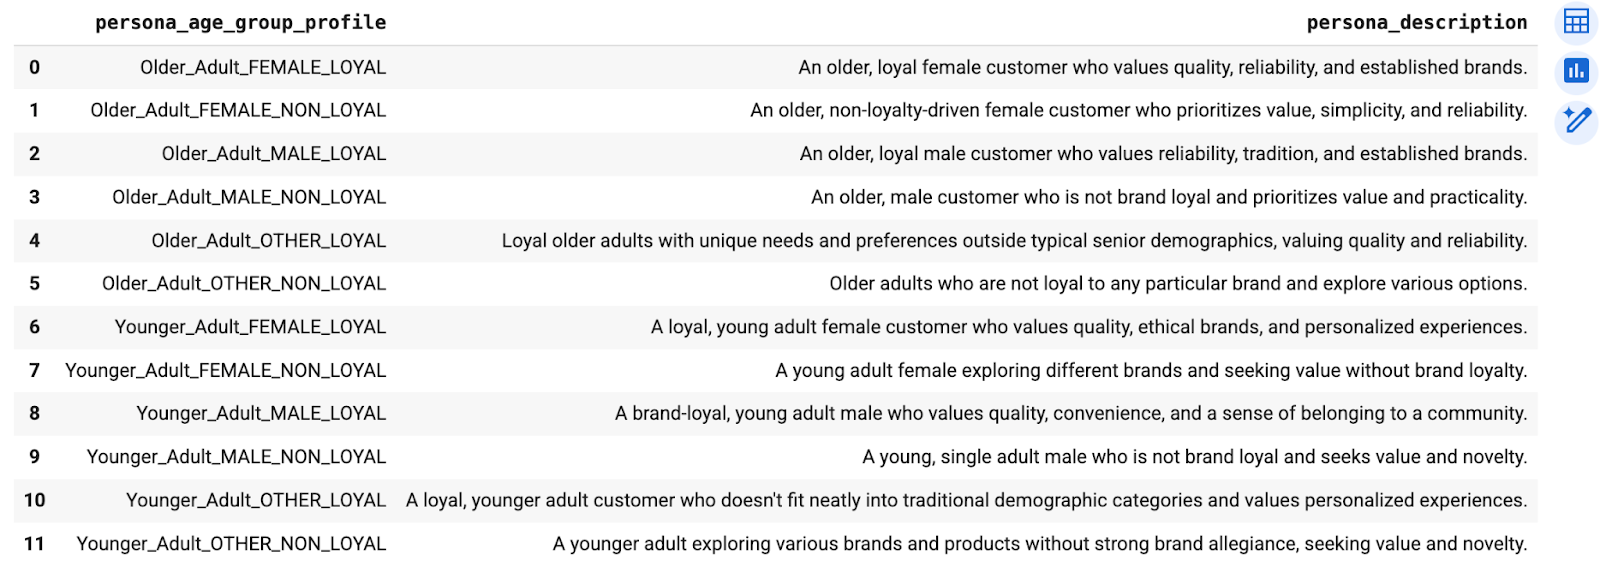 persona_age_group_profile persona_description
0 Older_Adult_FEMALE_LOYAL An older, loyal female customer who values quality, reliability, and established brands.
1 Older_Adult_FEMALE_NON_LOYAL An older, non-loyalty-driven female customer who prioritizes value, simplicity, and reliability.
2 Older_Adult_MALE_LOYAL An older, loyal male customer who values reliability, tradition, and established brands.
3 Older_Adult_MALE_NON_LOYAL An older, male customer who is not brand loyal and prioritizes value and practicality.
4 Older_Adult_OTHER_LOYAL Loyal older adults with unique needs and preferences outside typical senior demographics, valuing quality and reliability.
5 Older_Adult_OTHER_NON_LOYAL Older adults who are not loyal to any particular brand and explore various options.
6 Younger_Adult_FEMALE_LOYAL A loyal, young adult female customer who values quality, ethical brands, and personalized experiences.
7 Younger_Adult_FEMALE_NON_LOYAL A young adult female exploring different brands and seeking value without brand loyalty.
8 Younger_Adult_MALE_LOYAL A brand-loyal, young adult male who values quality, convenience, and a sense of belonging to a community.
9 Younger_Adult_MALE_NON_LOYAL A young, single adult male who is not brand loyal and seeks value and novelty.
10 Younger_Adult_OTHER_LOYAL A loyal, younger adult customer who doesn't fit neatly into traditional demographic categories and values personalized experiences.
11 Younger_Adult_OTHER_NON_LOYAL A younger adult exploring various brands and products without strong brand allegiance, seeking value and novelty.